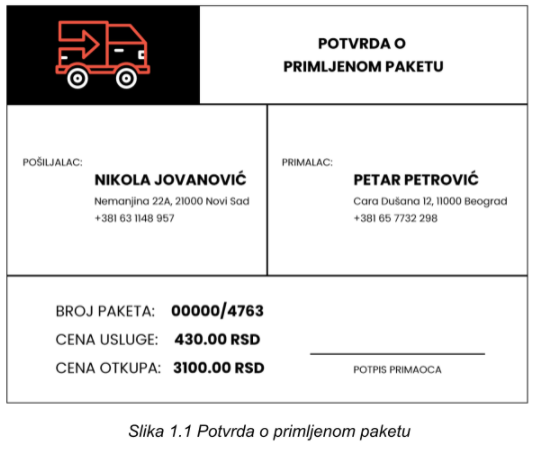 POTVRDA O
PRIMLJENOM PAKETU
POŠILJALAC:
NIKOLA JOVANOVIĆ
Nemanjina 22A, 21000 Novi Sad
+381 63 1148 957
PRIMALAC:
PETAR PETROVIĆ
Cara Dušana 12, 11000 Beograd
+381 65 7732 298
BROJ PAKETA: 00000/4763
CENA USLUGE: 430.00 RSD
CENA OTKUPA: 3100.00 RSD
POTPIS PRIMAOCA
Slika 1.1 Potvrda o primljenom paketu